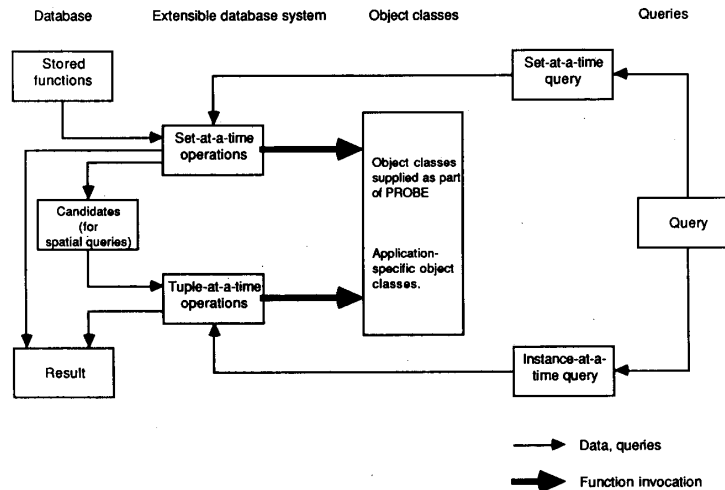 Database
Extensible database system
Object classes
Queries
Stored
functions
Set-at-a-time
query
Set-at-a-time
operations
Object classes
supplied as part
of PROBE
Candidates
(for
spatial queries)
Query
Application-
specific object
classes.
Tuple-at-a-time
operations
Result
Instance-at-a-
time query
Data, queries
Function invocation